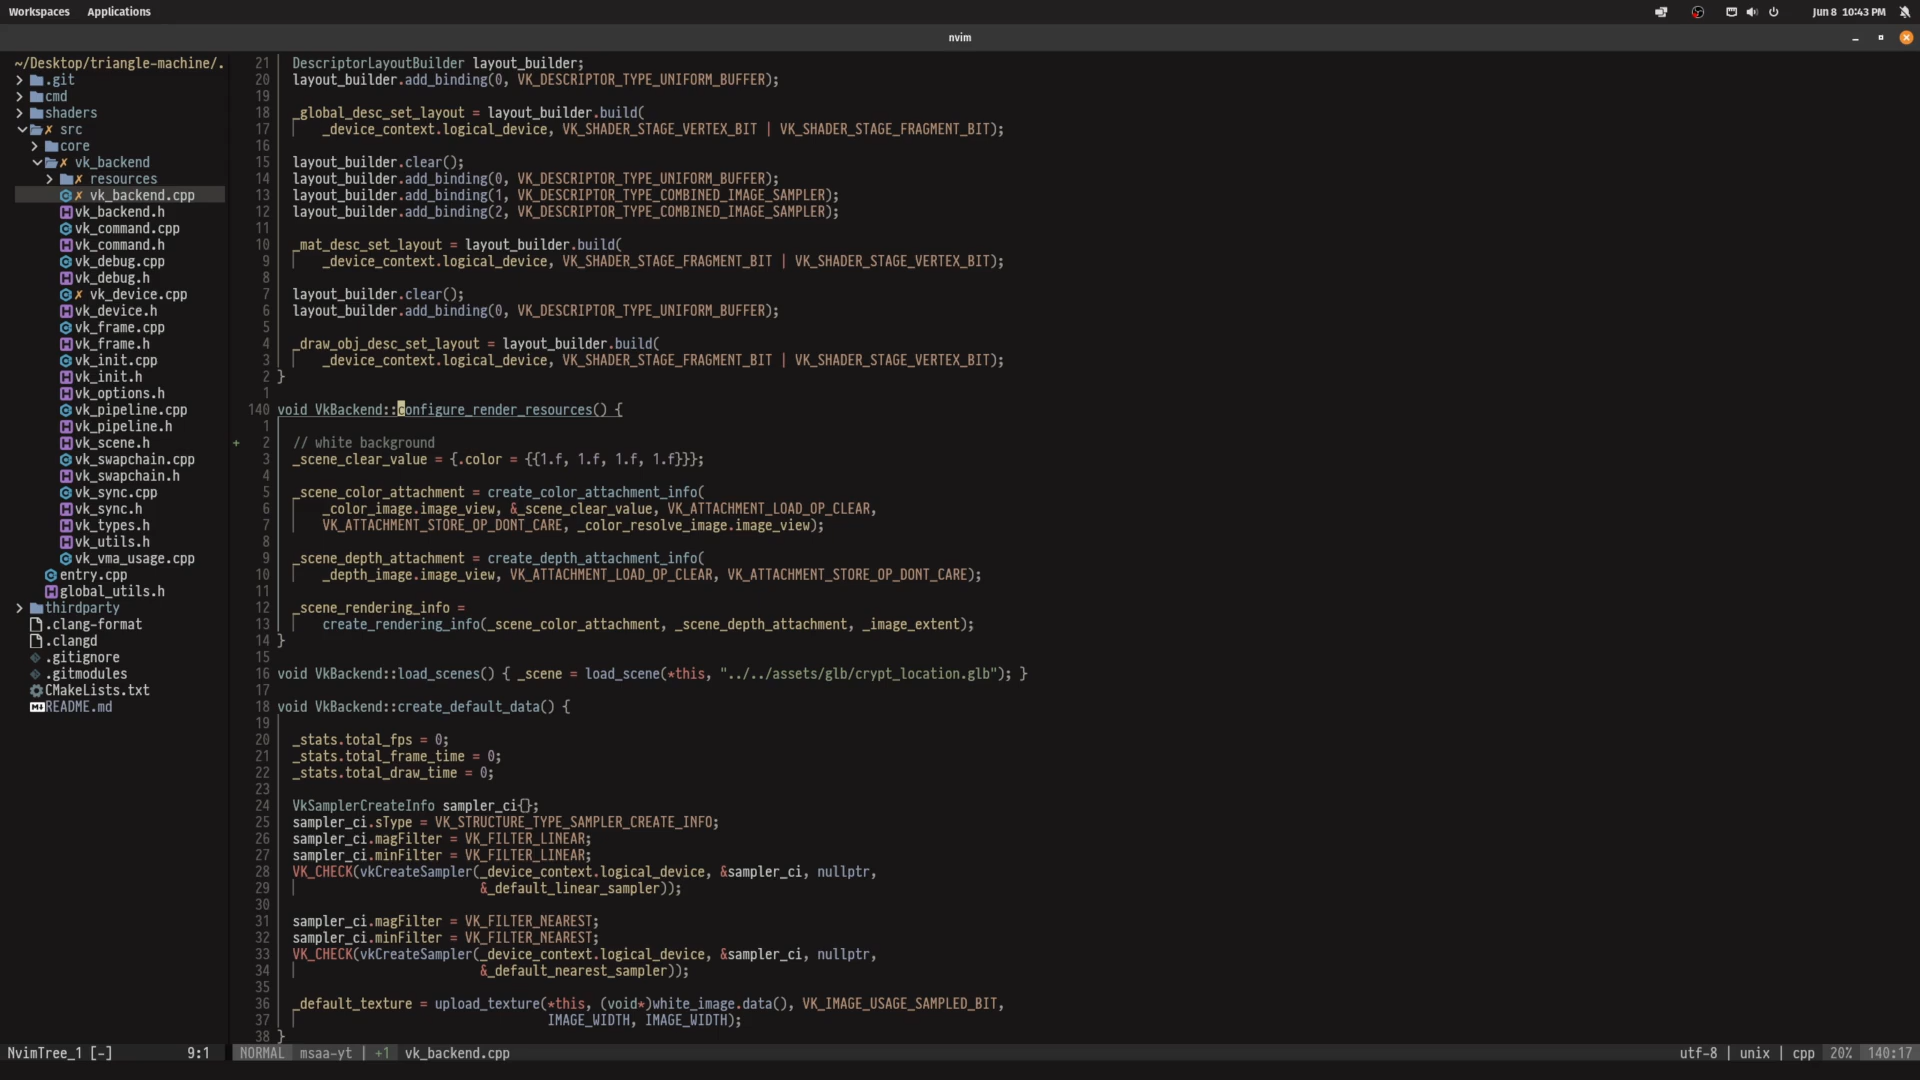 Workspaces Applications Jun 8 10:43 PM
nvim
~/Desktop/triangle-machine/.
.git
cmd
shaders
src
core
vk_backend
resources
vk_backend.cpp
vk_backend.h
vk_command.cpp
vk_command.h
vk_debug.cpp
vk_debug.h
vk_device.cpp
vk_device.h
vk_frame.cpp
vk_frame.h
vk_init.cpp
vk_init.h
vk_options.h
vk_pipeline.cpp
vk_pipeline.h
vk_scene.h
vk_swapchain.cpp
vk_swapchain.h
vk_sync.cpp
vk_sync.h
vk_types.h
vk_utils.h
vk_vma_usage.cpp
entry.cpp
global_utils.h
thirdparty
.clang-format
.clangd
.gitignore
.gitmodules
CMakeLists.txt
README.md
21 DescriptorLayoutBuilder layout_builder;
20 layout_builder.add_binding(0, VK_DESCRIPTOR_TYPE_UNIFORM_BUFFER);
19
18 _global_desc_set_layout = layout_builder.build(
17 _device_context.logical_device, VK_SHADER_STAGE_VERTEX_BIT | VK_SHADER_STAGE_FRAGMENT_BIT);
16
15 layout_builder.clear();
14 layout_builder.add_binding(0, VK_DESCRIPTOR_TYPE_UNIFORM_BUFFER);
13 layout_builder.add_binding(1, VK_DESCRIPTOR_TYPE_COMBINED_IMAGE_SAMPLER);
12 layout_builder.add_binding(2, VK_DESCRIPTOR_TYPE_COMBINED_IMAGE_SAMPLER);
11
10 _mat_desc_set_layout = layout_builder.build(
9 _device_context.logical_device, VK_SHADER_STAGE_FRAGMENT_BIT | VK_SHADER_STAGE_VERTEX_BIT);
8
7 layout_builder.clear();
6 layout_builder.add_binding(0, VK_DESCRIPTOR_TYPE_UNIFORM_BUFFER);
5
4 _draw_obj_desc_set_layout = layout_builder.build(
3 _device_context.logical_device, VK_SHADER_STAGE_FRAGMENT_BIT | VK_SHADER_STAGE_VERTEX_BIT);
2 }
1
140 void VkBackend::configure_render_resources() {
1
+ 2 // white background
3 _scene_clear_value = {.color = {{1.f, 1.f, 1.f, 1.f}}};
4
5 _scene_color_attachment = create_color_attachment_info(
6 _color_image.image_view, &_scene_clear_value, VK_ATTACHMENT_LOAD_OP_CLEAR,
7 VK_ATTACHMENT_STORE_OP_DONT_CARE, _color_resolve_image.image_view);
8
9 _scene_depth_attachment = create_depth_attachment_info(
10 _depth_image.image_view, VK_ATTACHMENT_LOAD_OP_CLEAR, VK_ATTACHMENT_STORE_OP_DONT_CARE);
11
12 _scene_rendering_info =
13 create_rendering_info(_scene_color_attachment, _scene_depth_attachment, _image_extent);
14 }
15
16 void VkBackend::load_scenes() { _scene = load_scene(*this, "../../assets/glb/crypt_location.glb"); }
17
18 void VkBackend::create_default_data() {
19
20 _stats.total_fps = 0;
21 _stats.total_frame_time = 0;
22 _stats.total_draw_time = 0;
23
24 VkSamplerCreateInfo sampler_ci{};
25 sampler_ci.sType = VK_STRUCTURE_TYPE_SAMPLER_CREATE_INFO;
26 sampler_ci.magFilter = VK_FILTER_LINEAR;
27 sampler_ci.minFilter = VK_FILTER_LINEAR;
28 VK_CHECK(vkCreateSampler(_device_context.logical_device, &sampler_ci, nullptr,
29 &_default_linear_sampler));
30
31 sampler_ci.magFilter = VK_FILTER_NEAREST;
32 sampler_ci.minFilter = VK_FILTER_NEAREST;
33 VK_CHECK(vkCreateSampler(_device_context.logical_device, &sampler_ci, nullptr,
34 &_default_nearest_sampler));
35
36 _default_texture = upload_texture(*this, (void*)white_image.data(), VK_IMAGE_USAGE_SAMPLED_BIT,
37 IMAGE_WIDTH, IMAGE_WIDTH);
38 }
NvimTree_1 [-] 9:1 NORMAL msaa-yt | +1 vk_backend.cpp utf-8 | unix | cpp 20% 140:17